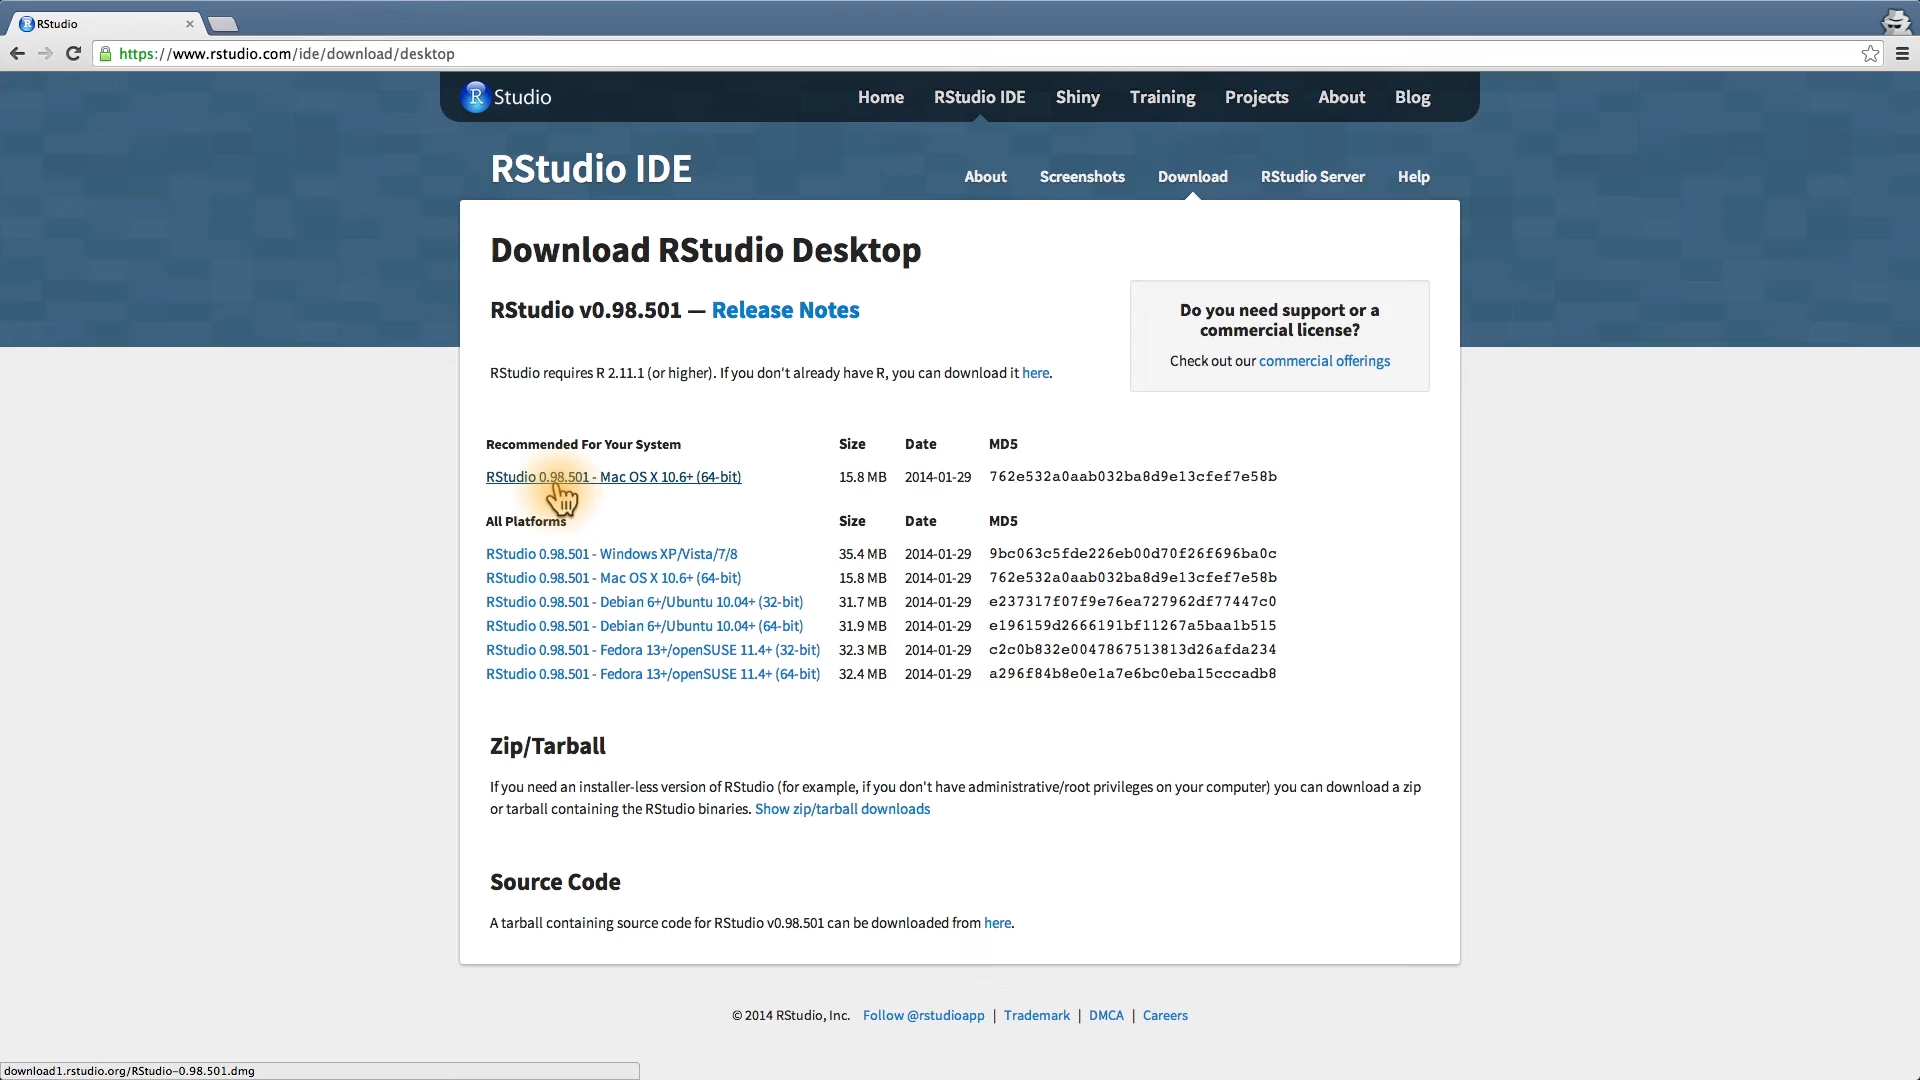 RStudio
https://www.rstudio.com/ide/download/desktop
R Studio
Home RStudio IDE Shiny Training Projects About Blog
RStudio IDE
About Screenshots Download RStudio Server Help
Download RStudio Desktop
RStudio v0.98.501 — Release Notes
Do you need support or a
commercial license?
Check out our commercial offerings
RStudio requires R 2.11.1 (or higher). If you don't already have R, you can download it here.
Recommended For Your System Size Date MD5
RStudio 0.98.501 - Mac OS X 10.6+ (64-bit) 15.8 MB 2014-01-29 762e532a0aab032ba8d9e13cfef7e58b
All Platforms Size Date MD5
RStudio 0.98.501 - Windows XP/Vista/7/8 35.4 MB 2014-01-29 9bc063c5fde226eb00d70f26f696ba0c
RStudio 0.98.501 - Mac OS X 10.6+ (64-bit) 15.8 MB 2014-01-29 762e532a0aab032ba8d9e13cfef7e58b
RStudio 0.98.501 - Debian 6+/Ubuntu 10.04+ (32-bit) 31.7 MB 2014-01-29 e237317f07f9e76ea727962df77447c0
RStudio 0.98.501 - Debian 6+/Ubuntu 10.04+ (64-bit) 31.9 MB 2014-01-29 e196159d2666191bf11267a5baa1b515
RStudio 0.98.501 - Fedora 13+/openSUSE 11.4+ (32-bit) 32.3 MB 2014-01-29 c2c0b832e0047867513813d26afda234
RStudio 0.98.501 - Fedora 13+/openSUSE 11.4+ (64-bit) 32.4 MB 2014-01-29 a296f84b8e0e1a7e6bc0eba15cccadb8
Zip/Tarball
If you need an installer-less version of RStudio (for example, if you don't have administrative/root privileges on your computer) you can download a zip
or tarball containing the RStudio binaries. Show zip/tarball downloads
Source Code
A tarball containing source code for RStudio v0.98.501 can be downloaded from here.
© 2014 RStudio, Inc. Follow @rstudioapp | Trademark | DMCA | Careers
download1.rstudio.org/RStudio-0.98.501.dmg